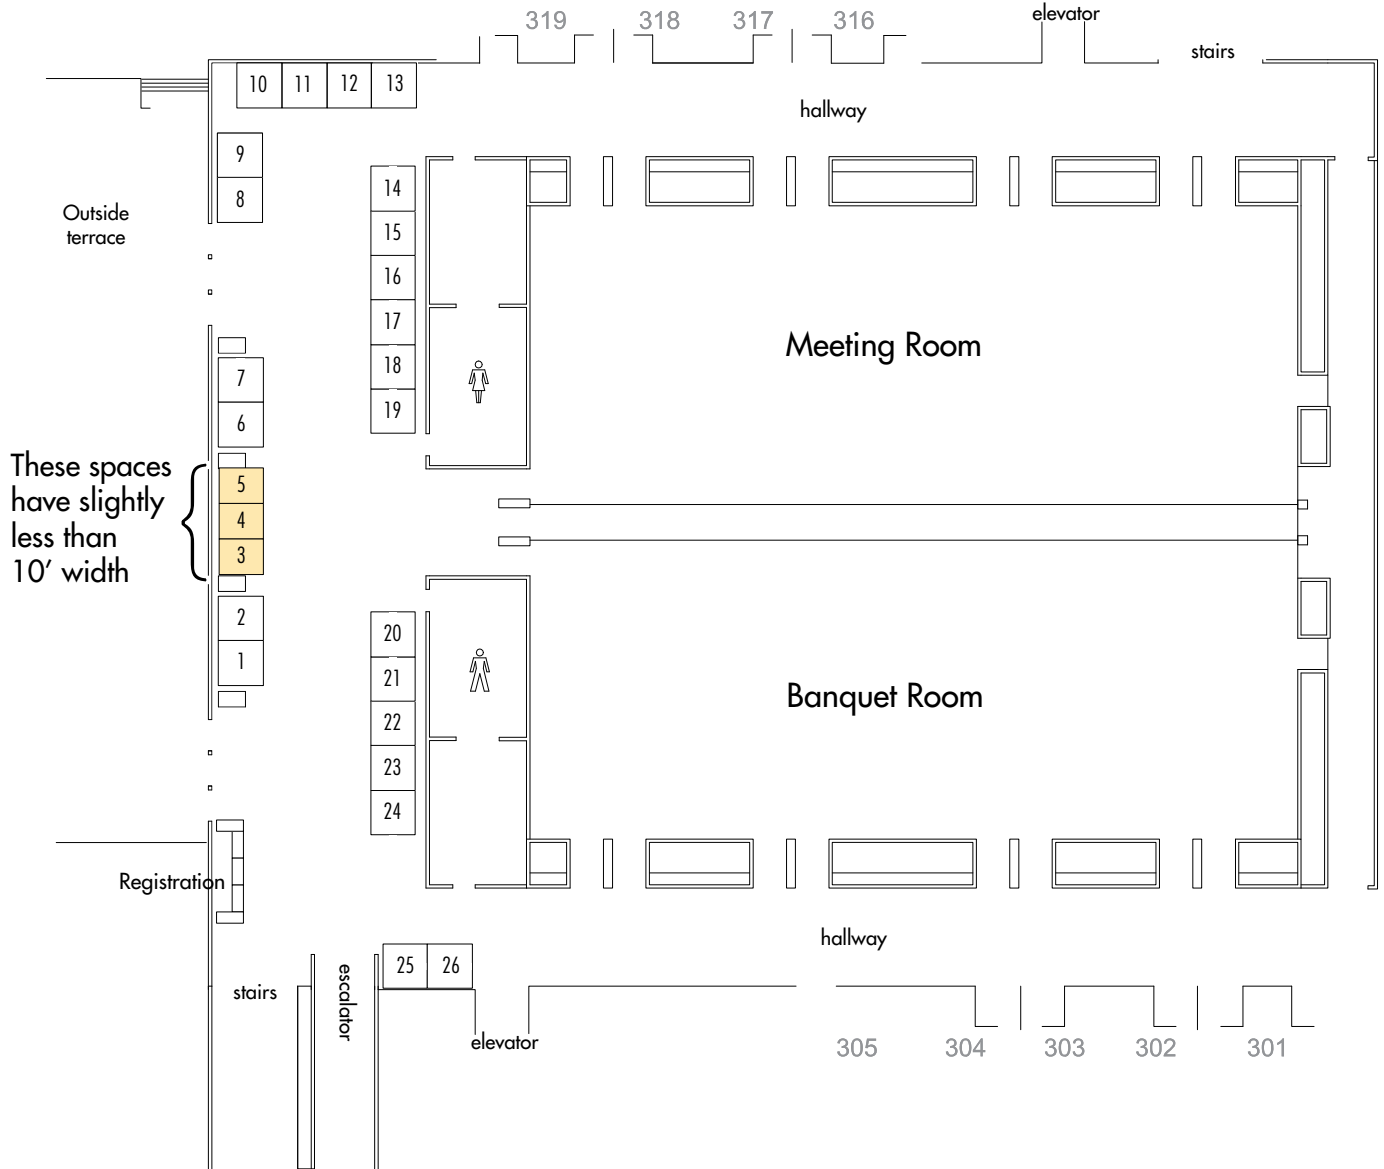 319
318
317
316
elevator
stairs
10
11
12
13
hallway
9
8
Outside
terrace
14
15
16
17
18
19
Meeting Room
7
6
These spaces
have slightly
less than
10’ width
5
4
3
2
1
20
21
22
23
24
Banquet Room
Registration
hallway
25
26
stairs
escalator
elevator
305
304
303
302
301